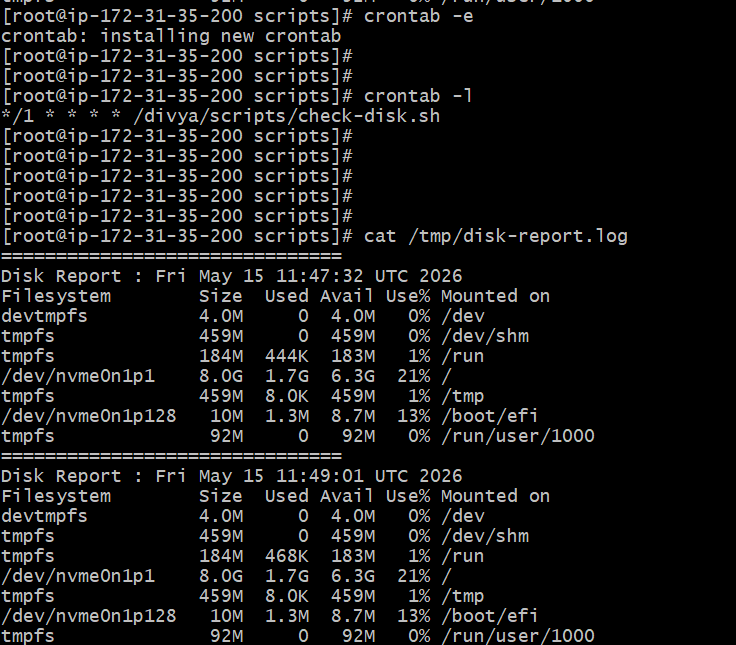 [root@ip-172-31-35-200 scripts]# crontab -e
crontab: installing new crontab
[root@ip-172-31-35-200 scripts]#
[root@ip-172-31-35-200 scripts]#
[root@ip-172-31-35-200 scripts]# crontab -l
*/1 * * * * /divya/scripts/check-disk.sh
[root@ip-172-31-35-200 scripts]#
[root@ip-172-31-35-200 scripts]#
[root@ip-172-31-35-200 scripts]#
[root@ip-172-31-35-200 scripts]#
[root@ip-172-31-35-200 scripts]#
[root@ip-172-31-35-200 scripts]# cat /tmp/disk-report.log
===============================
Disk Report : Fri May 15 11:47:32 UTC 2026
Filesystem        Size  Used Avail Use% Mounted on
devtmpfs          4.0M     0  4.0M   0% /dev
tmpfs             459M     0  459M   0% /dev/shm
tmpfs             184M  444K  183M   1% /run
/dev/nvme0n1p1    8.0G  1.7G  6.3G  21% /
tmpfs             459M  8.0K  459M   1% /tmp
/dev/nvme0n1p128   10M  1.3M  8.7M  13% /boot/efi
tmpfs              92M     0   92M   0% /run/user/1000
===============================
Disk Report : Fri May 15 11:49:01 UTC 2026
Filesystem        Size  Used Avail Use% Mounted on
devtmpfs          4.0M     0  4.0M   0% /dev
tmpfs             459M     0  459M   0% /dev/shm
tmpfs             184M  468K  183M   1% /run
/dev/nvme0n1p1    8.0G  1.7G  6.3G  21% /
tmpfs             459M  8.0K  459M   1% /tmp
/dev/nvme0n1p128   10M  1.3M  8.7M  13% /boot/efi
tmpfs              92M     0   92M   0% /run/user/1000